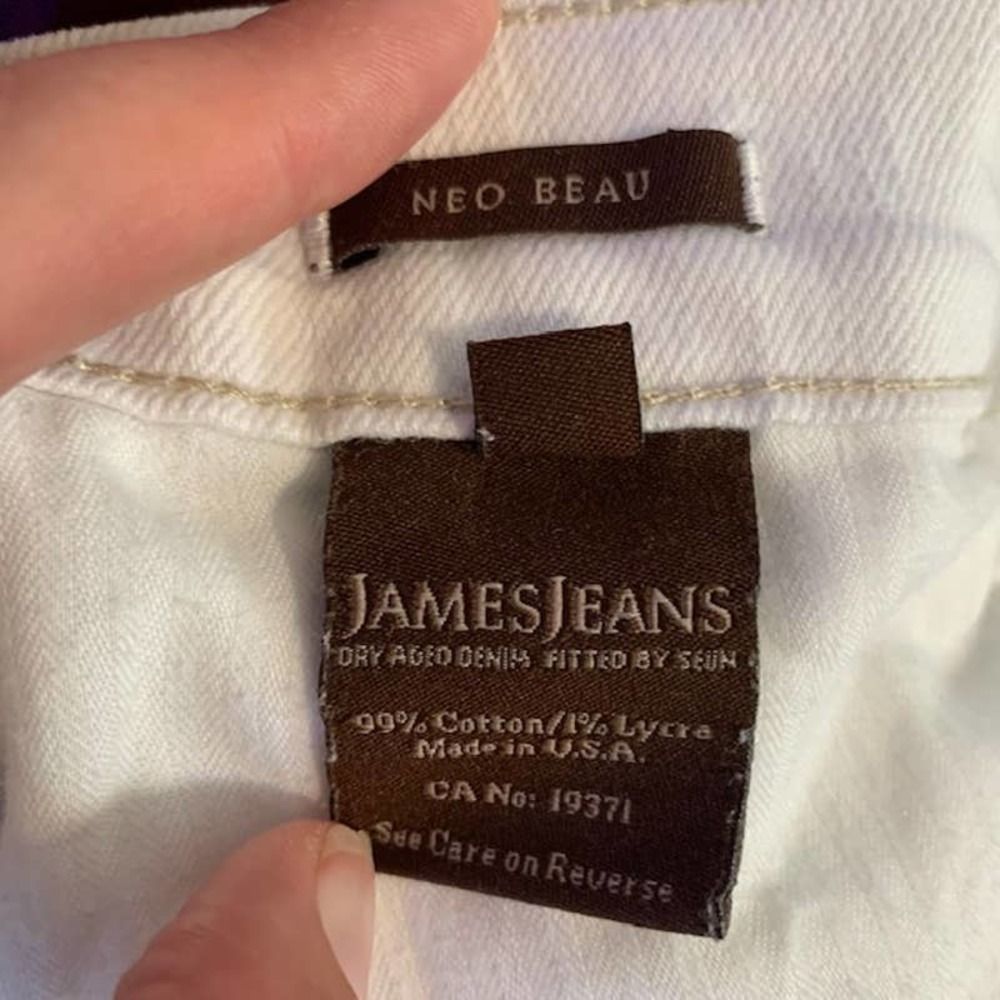 NEO BEAU
JAMESJEANS
DRY AGED DENIM FITTED BY SEUN
99% Cotton/1% Lycra
Made in U.S.A.
CA No: 19371
See Care on Reverse